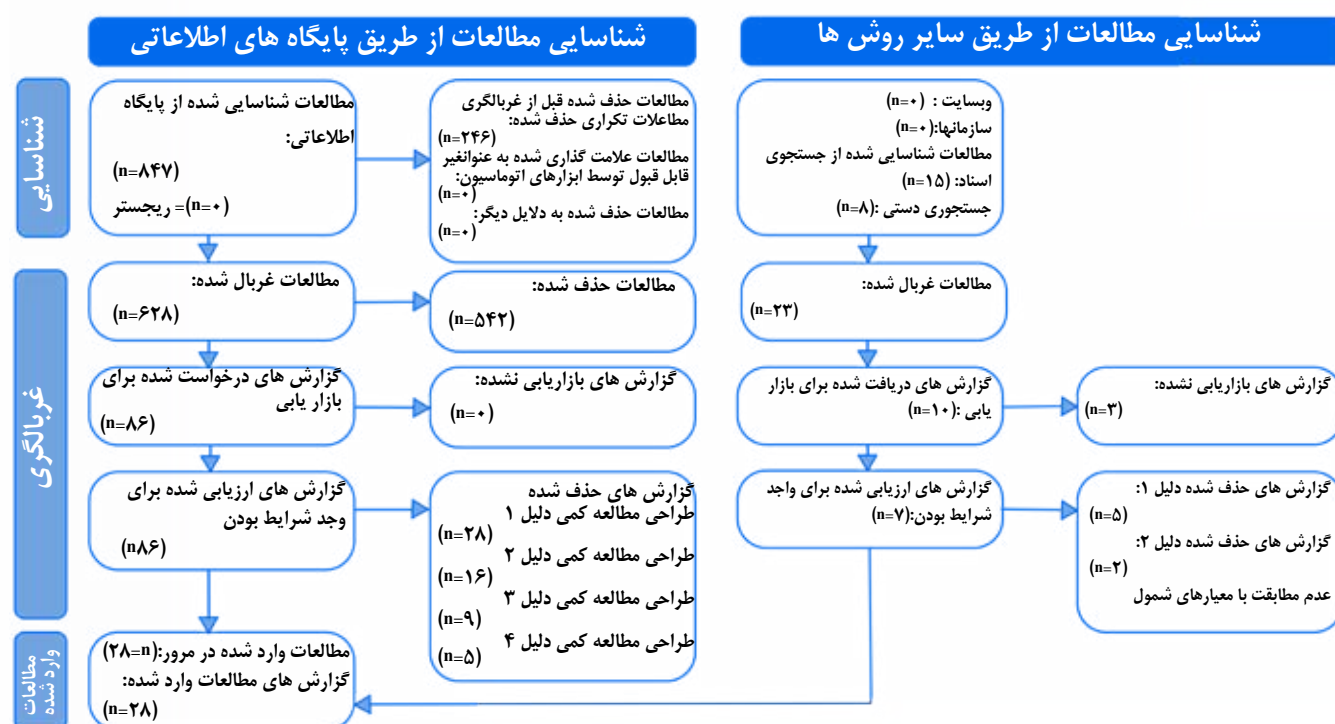 شناسایی مطالعات از طریق پایگاه های اطلاعاتی
شناسایی مطالعات از طریق سایر روش ها
شناسایی
مطالعات شناسایی شده از پایگاه
اطلاعاتی:
(n=۸۴۷)
ریجستر =(n=۰)
مطالعات حذف شده قبل از غربالگری
مطاعلات تکراری حذف شده:
(n=۲۴۶)
مطالعات علامت گذاری شده به عنوانغیر
قابل قبول توسط ابزارهای اتوماسیون:
(n=۰)
مطالعات حذف شده به دلایل دیگر:
(n=۰)
وبسایت : (n=۰)
سازمانها:(n=۰)
مطالعات شناسایی شده از جستجوی
اسناد: (n=۱۵)
جستجوری دستی :(n=۸)
غربالگری
مطالعات غربال شده:
(n=۶۲۸)
مطالعات حذف شده:
(n=۵۴۲)
مطالعات غربال شده:
(n=۲۳)
گزارش های درخواست شده برای
بازار یابی
(n=۸۶)
گزارش های بازاریابی نشده:
(n=۰)
گزارش های دریافت شده برای بازار
یابی :(n=۱۰)
گزارش های بازاریابی نشده:
(n=۳)
گزارش های ارزیابی شده برای
وجد شرایط بودن
(n۸۶)
گزارش های حذف شده
طراحی مطالعه کمی دلیل ۱
(n=۲۸)
طراحی مطالعه کمی دلیل ۲
(n=۱۶)
طراحی مطالعه کمی دلیل ۳
(n=۹)
طراحی مطالعه کمی دلیل ۴
(n=۵)
گزارش های ارزیابی شده برای واجد
شرایط بودن:(n=۷)
گزارش های حذف شده دلیل ۱:
(n=۵)
گزارش های حذف شده دلیل ۲:
(n=۲)
عدم مطابقت با معیارهای شمول
مطالعات
وارد شده
مطالعات وارد شده در مرور:(۲۸=n)
گزارش های مطالعات وارد شده:
(n=۲۸)